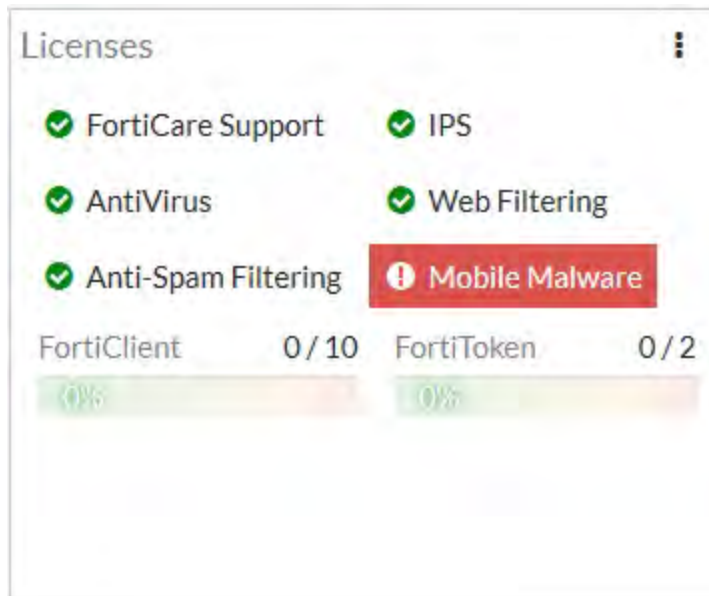 Licenses
FortiCare Support IPS
AntiVirus Web Filtering
Anti-Spam Filtering Mobile Malware
FortiClient 0 / 10 FortiToken 0 / 2
0% 0%